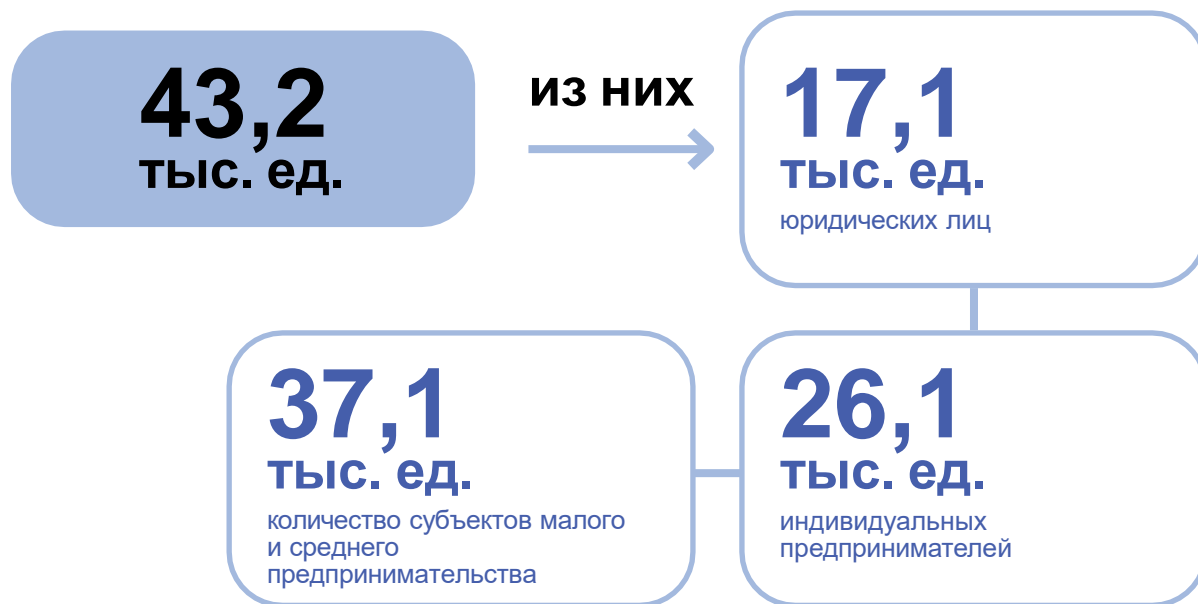 43,2
тыс. ед.
из них
17,1
тыс. ед.
юридических лиц
37,1
тыс. ед.
количество субъектов малого
и среднего
предпринимательства
26,1
тыс. ед.
индивидуальных
предпринимателей